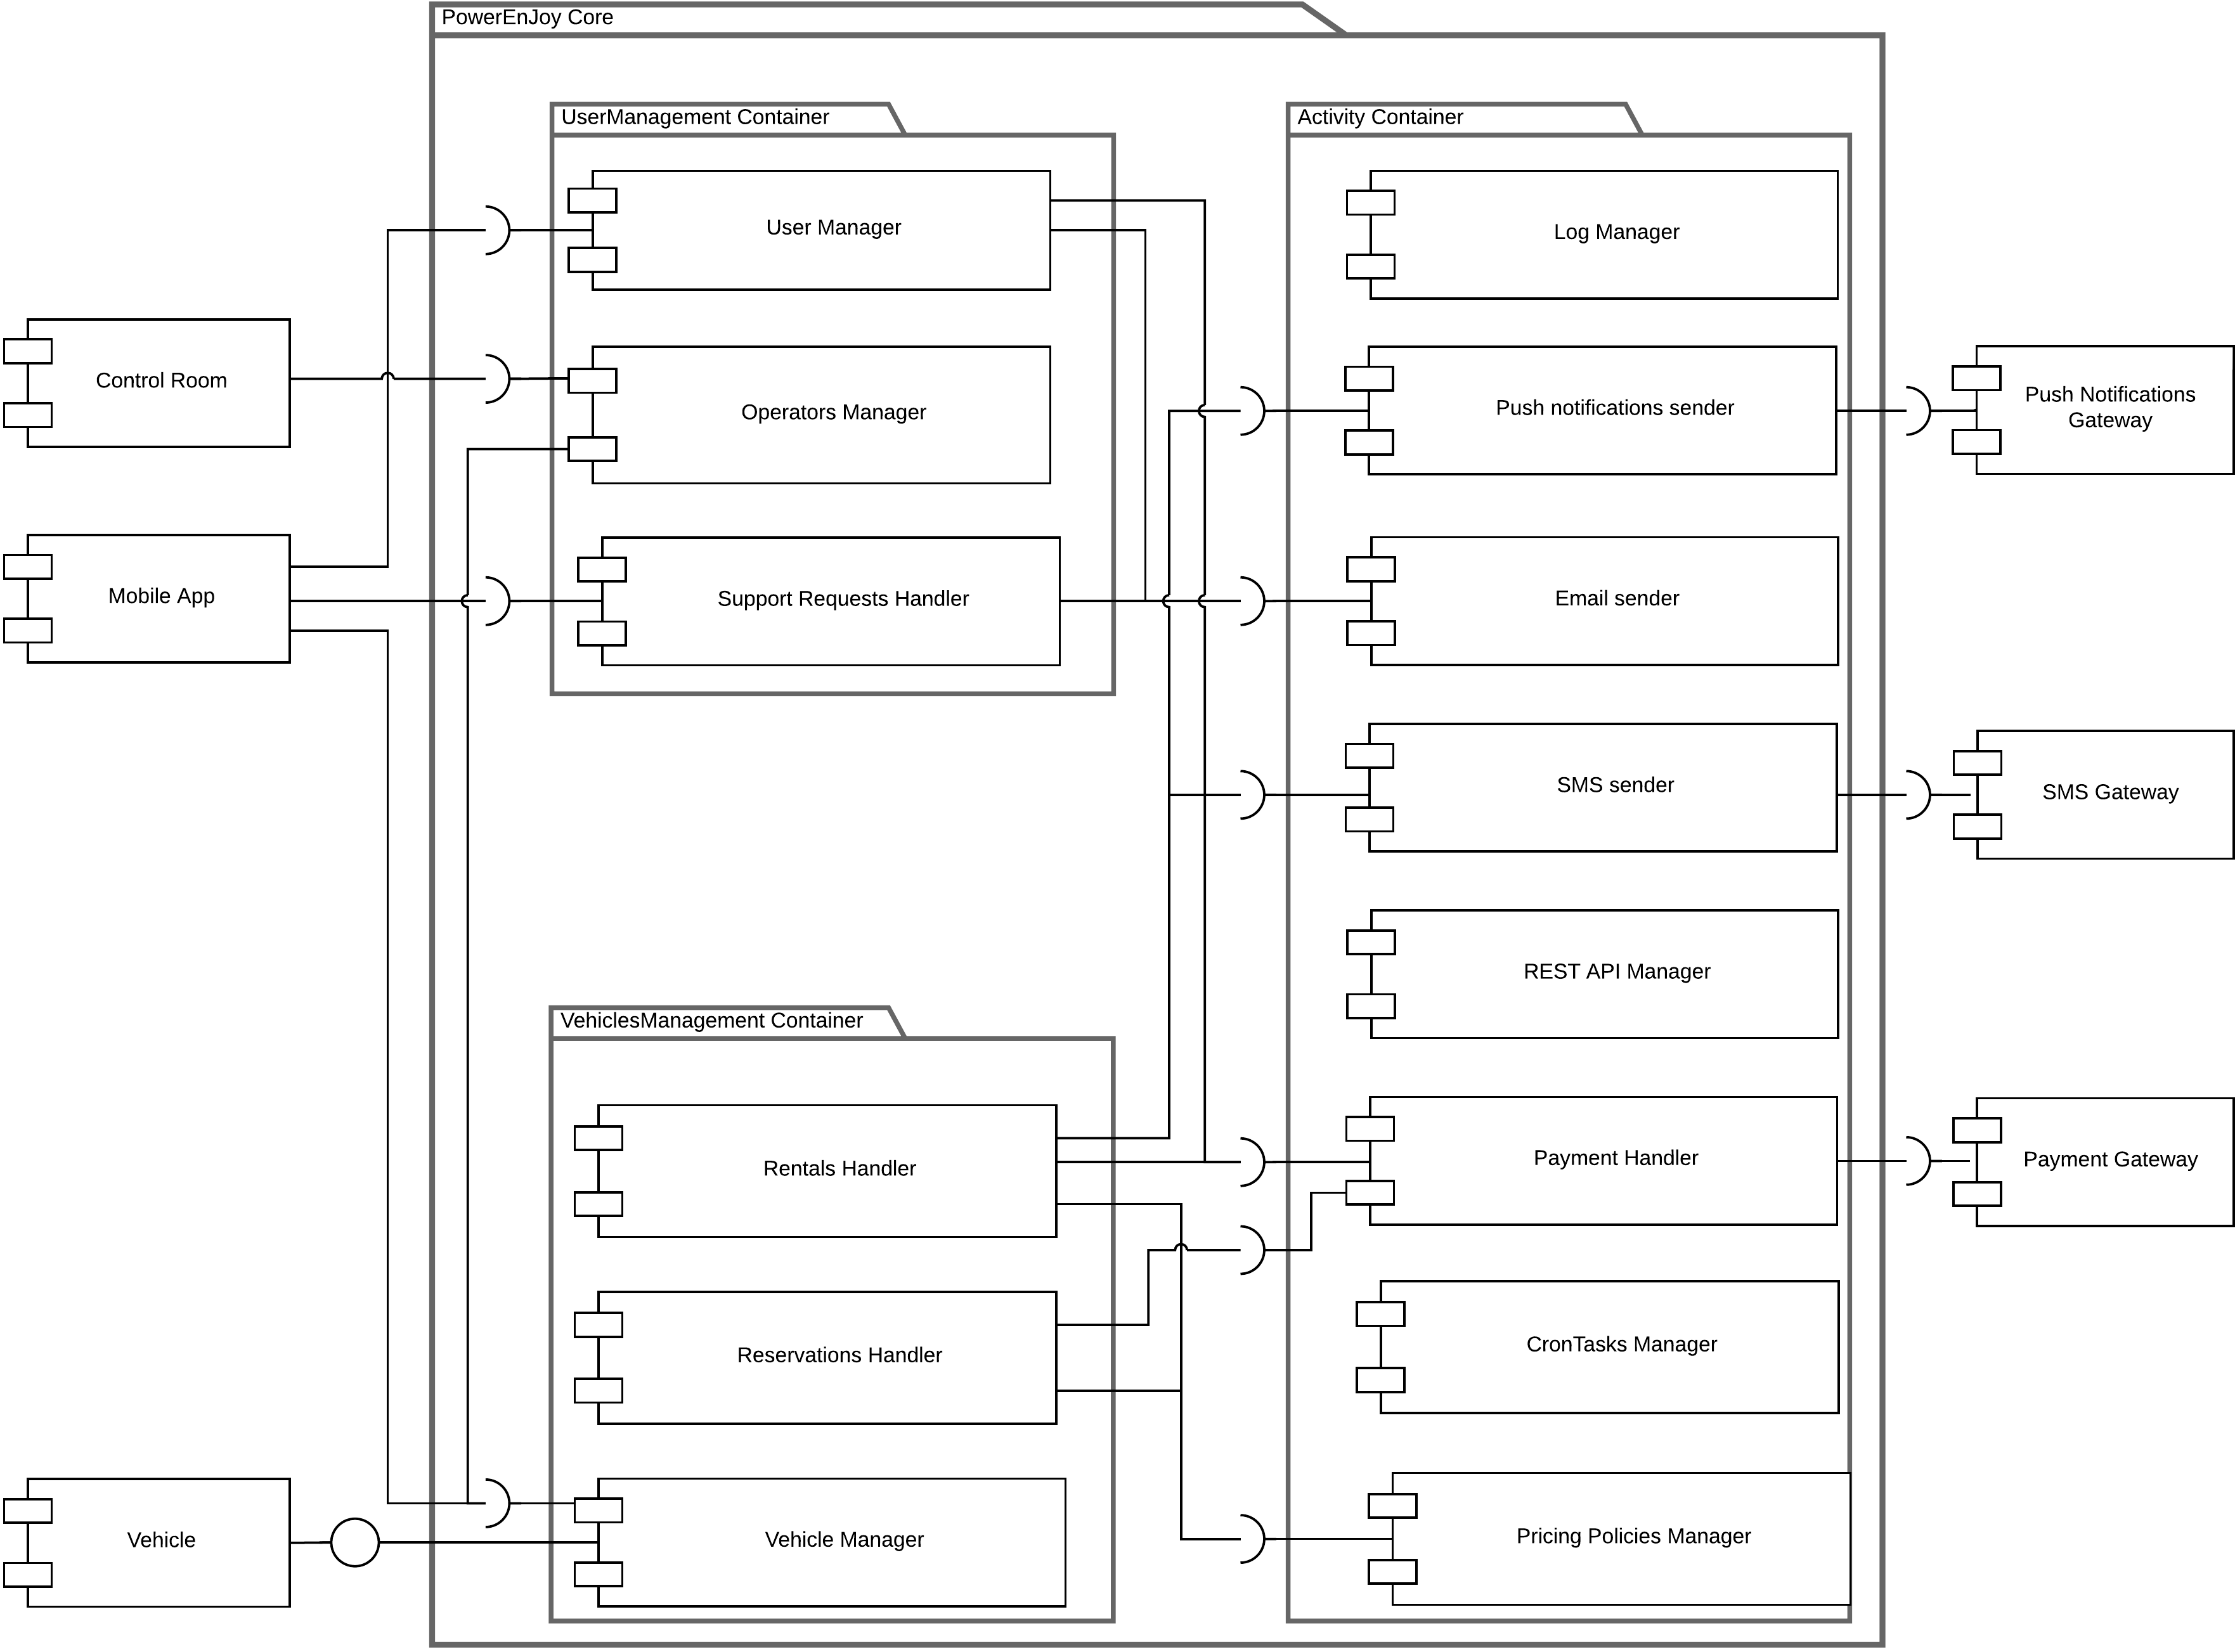 PowerEnJoy Core
UserManagement Container
Activity Container
User Manager
Log Manager
Control Room
Operators Manager
Push notifications sender
Push Notifications
Gateway
Mobile App
Support Requests Handler
Email sender
SMS sender
SMS Gateway
REST API Manager
VehiclesManagement Container
Rentals Handler
Payment Handler
Payment Gateway
Reservations Handler
CronTasks Manager
Vehicle
Vehicle Manager
Pricing Policies Manager